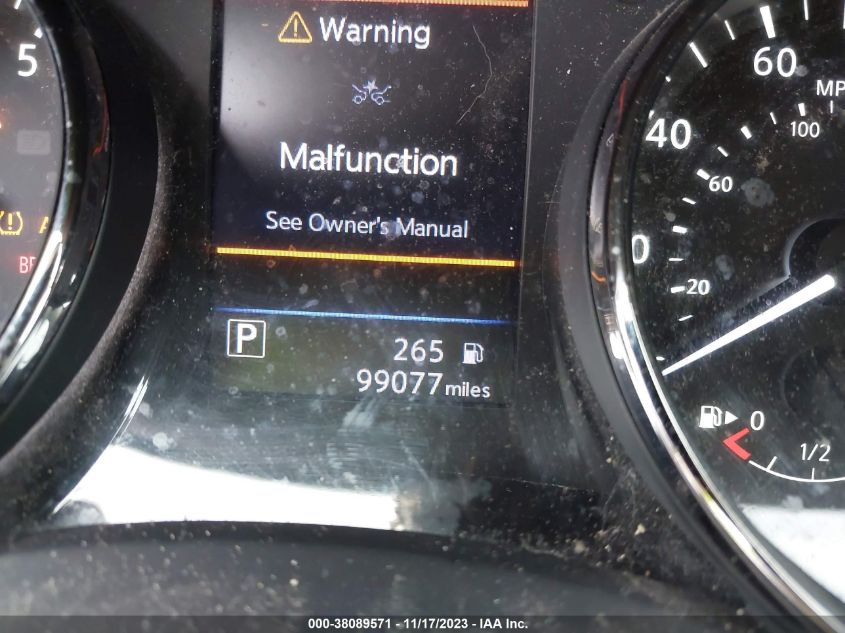 Warning
Malfunction
See Owner's Manual
P
265
99077 miles
5
60
40
100
60
20
0
1/2
000-38089571 - 11/17/2023 - IAA Inc.